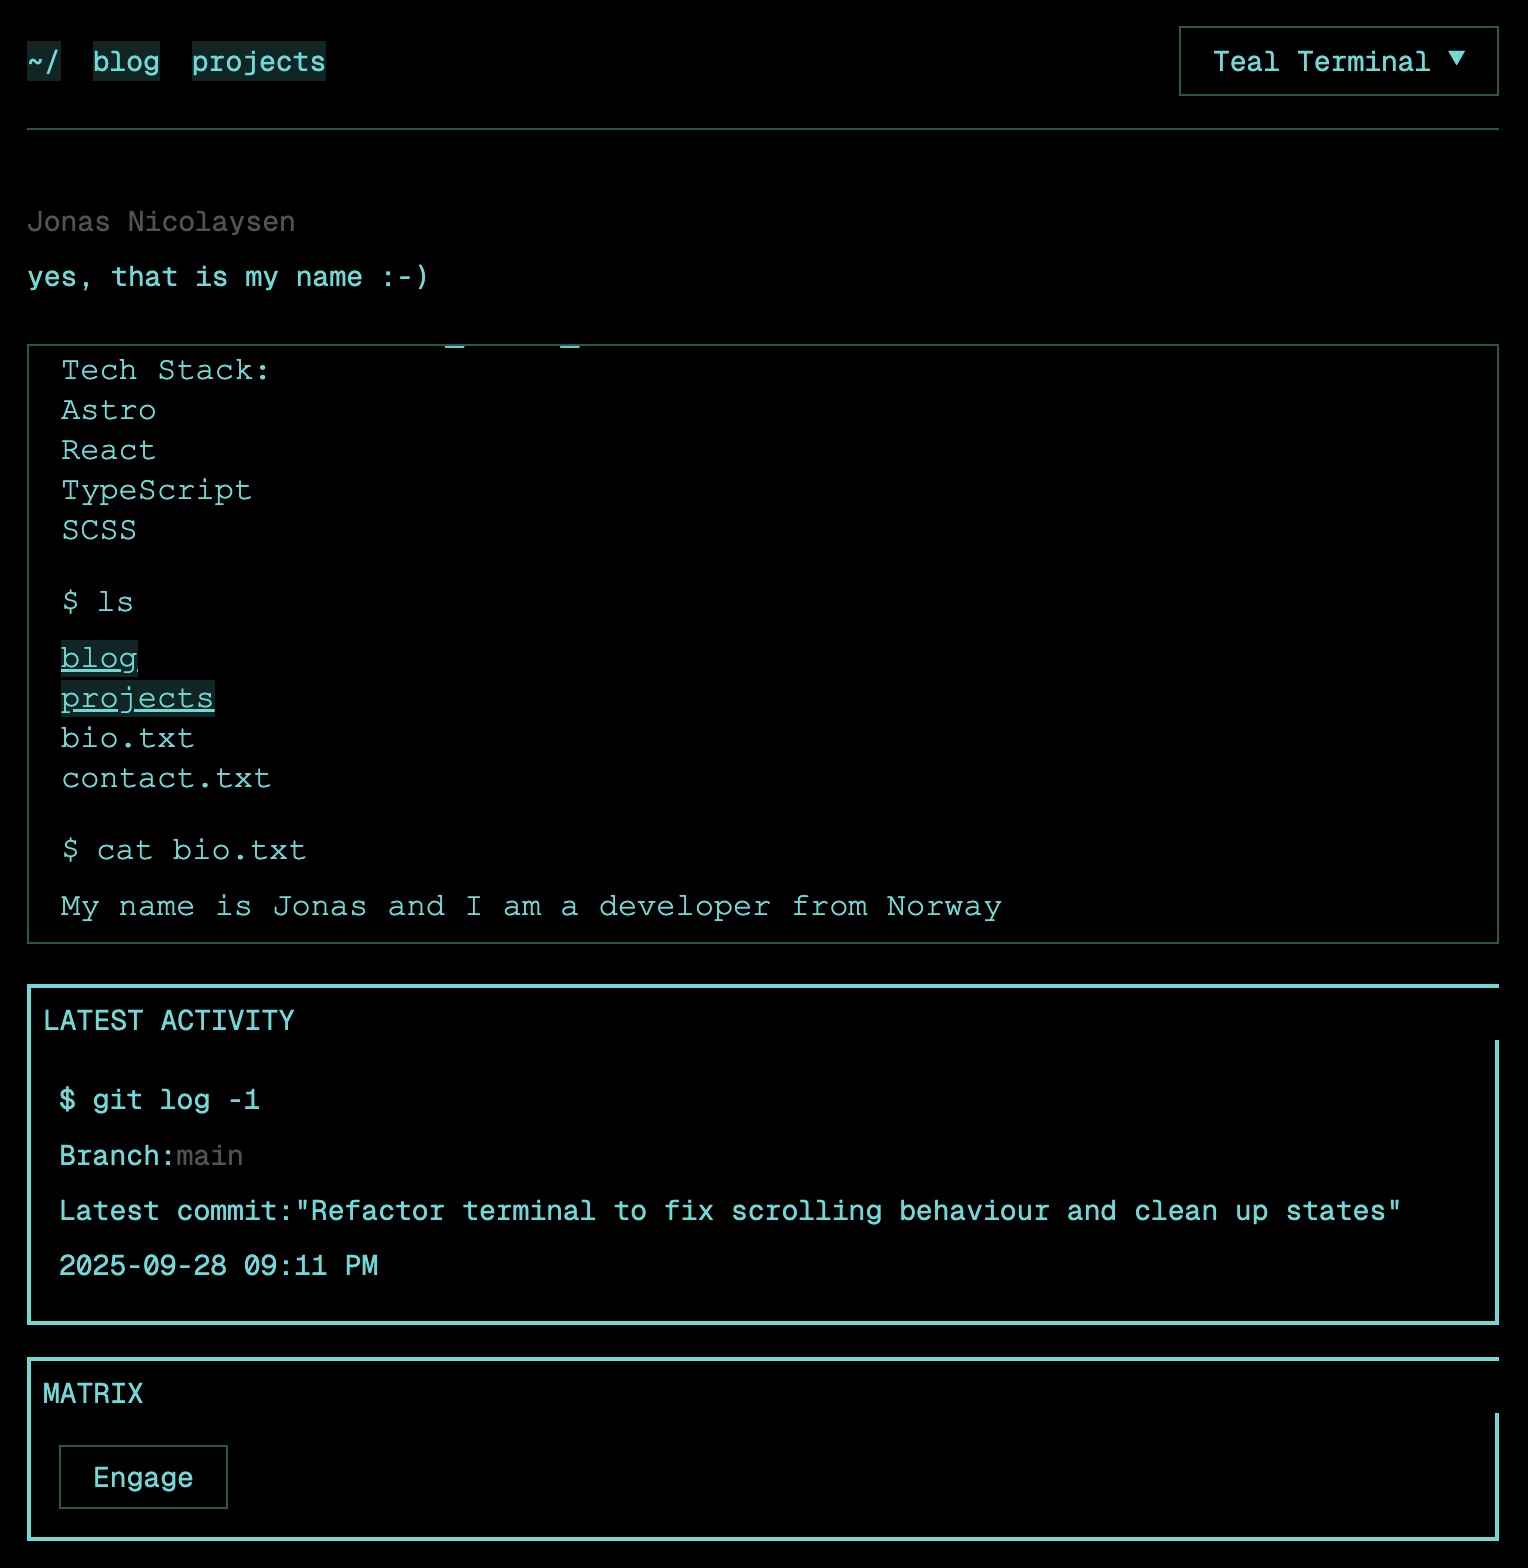 ~/ blog projects Teal Terminal ▼
Jonas Nicolaysen
yes, that is my name :-)
Tech Stack:
Astro
React
TypeScript
SCSS
$ ls
blog
projects
bio.txt
contact.txt
$ cat bio.txt
My name is Jonas and I am a developer from Norway
LATEST ACTIVITY
$ git log -1
Branch:main
Latest commit:"Refactor terminal to fix scrolling behaviour and clean up states"
2025-09-28 09:11 PM
MATRIX
Engage